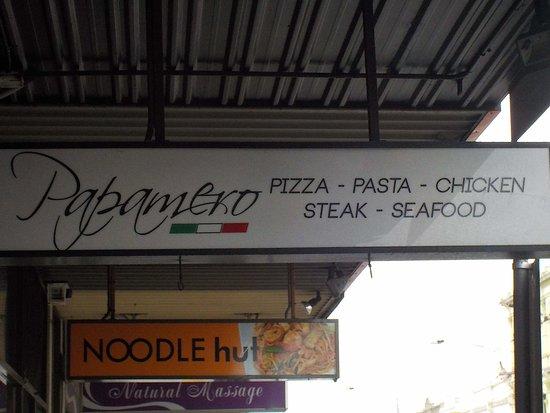 Papamero
PIZZA - PASTA - CHICKEN
STEAK - SEAFOOD
NOODLE hut
Natural Massage